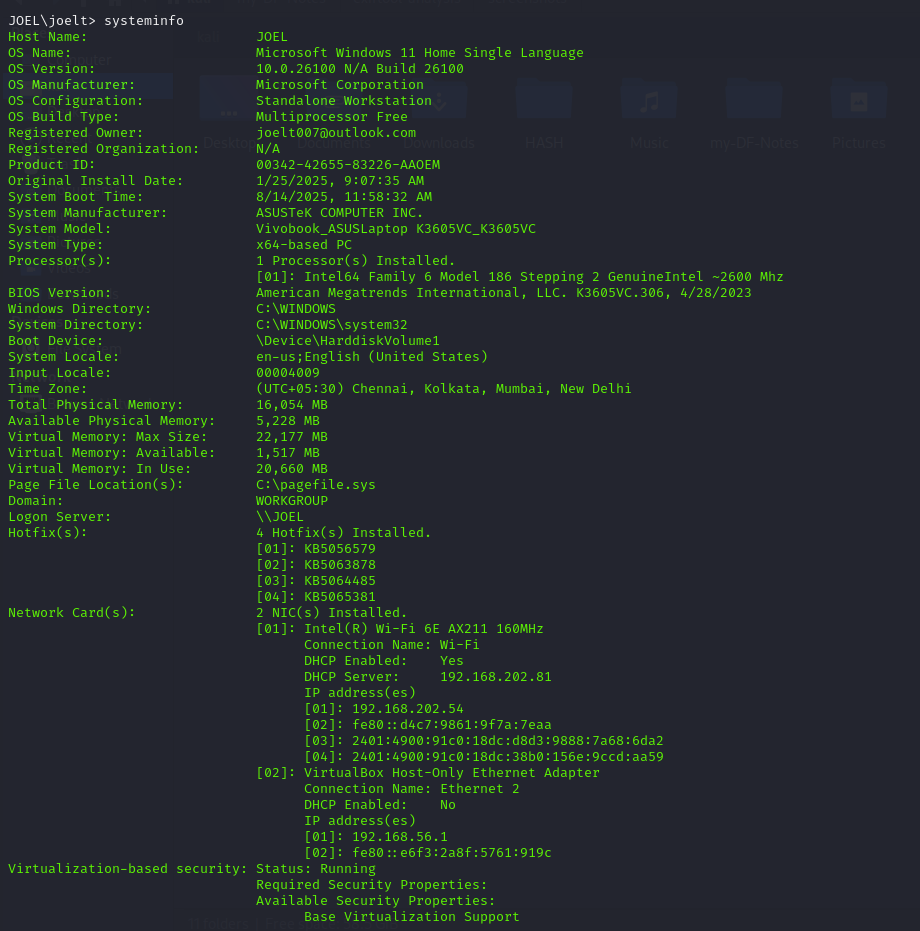 JOEL\joelt> systeminfo
Host Name: JOEL
OS Name: Microsoft Windows 11 Home Single Language
OS Version: 10.0.26100 N/A Build 26100
OS Manufacturer: Microsoft Corporation
OS Configuration: Standalone Workstation
OS Build Type: Multiprocessor Free
Registered Owner: joelt007@outlook.com
Registered Organization: N/A
Product ID: 00342-42655-83226-AAOEM
Original Install Date: 1/25/2025, 9:07:35 AM
System Boot Time: 8/14/2025, 11:58:32 AM
System Manufacturer: ASUSTeK COMPUTER INC.
System Model: Vivobook_ASUSLaptop K3605VC_K3605VC
System Type: x64-based PC
Processor(s): 1 Processor(s) Installed.
[01]: Intel64 Family 6 Model 186 Stepping 2 GenuineIntel ~2600 Mhz
BIOS Version: American Megatrends International, LLC. K3605VC.306, 4/28/2023
Windows Directory: C:\WINDOWS
System Directory: C:\WINDOWS\system32
Boot Device: \Device\HarddiskVolume1
System Locale: en-us;English (United States)
Input Locale: 00004009
Time Zone: (UTC+05:30) Chennai, Kolkata, Mumbai, New Delhi
Total Physical Memory: 16,054 MB
Available Physical Memory: 5,228 MB
Virtual Memory: Max Size: 22,177 MB
Virtual Memory: Available: 1,517 MB
Virtual Memory: In Use: 20,660 MB
Page File Location(s): C:\pagefile.sys
Domain: WORKGROUP
Logon Server: \\JOEL
Hotfix(s): 4 Hotfix(s) Installed.
[01]: KB5056579
[02]: KB5063878
[03]: KB5064485
[04]: KB5065381
Network Card(s): 2 NIC(s) Installed.
[01]: Intel(R) Wi-Fi 6E AX211 160MHz
Connection Name: Wi-Fi
DHCP Enabled: Yes
DHCP Server: 192.168.202.81
IP address(es)
[01]: 192.168.202.54
[02]: fe80::d4c7:9861:9f7a:7eaa
[03]: 2401:4900:91c0:18dc:d8d3:9888:7a68:6da2
[04]: 2401:4900:91c0:18dc:38b0:156e:9ccd:aa59
[02]: VirtualBox Host-Only Ethernet Adapter
Connection Name: Ethernet 2
DHCP Enabled: No
IP address(es)
[01]: 192.168.56.1
[02]: fe80::e6f3:2a8f:5761:919c
Virtualization-based security: Status: Running
Required Security Properties:
Available Security Properties:
Base Virtualization Support
Desktop Documents Downloads HASH Music my-DF-Notes Pictures